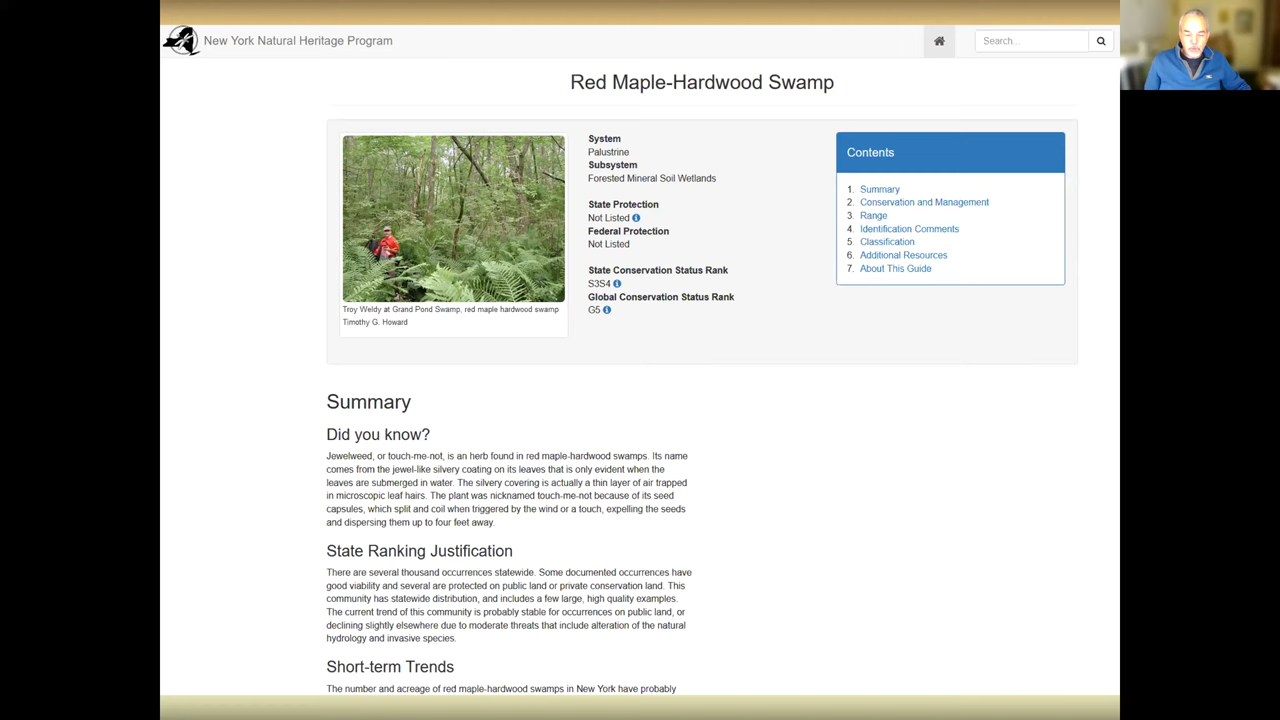 New York Natural Heritage Program
Search...
Red Maple-Hardwood Swamp
Troy Weldy at Grand Pond Swamp, red maple hardwood swamp
Timothy G. Howard
System
Palustrine
Subsystem
Forested Mineral Soil Wetlands
State Protection
Not Listed
Federal Protection
Not Listed
State Conservation Status Rank
S3S4
Global Conservation Status Rank
G5
Contents
1. Summary
2. Conservation and Management
3. Range
4. Identification Comments
5. Classification
6. Additional Resources
7. About This Guide
Summary
Did you know?
Jewelweed, or touch-me-not, is an herb found in red maple-hardwood swamps. Its name
comes from the jewel-like silvery coating on its leaves that is only evident when the
leaves are submerged in water. The silvery covering is actually a thin layer of air trapped
in microscopic leaf hairs. The plant was nicknamed touch-me-not because of its seed
capsules, which split and coil when triggered by the wind or a touch, expelling the seeds
and dispersing them up to four feet away.
State Ranking Justification
There are several thousand occurrences statewide. Some documented occurrences have
good viability and several are protected on public land or private conservation land. This
community has statewide distribution, and includes a few large, high quality examples.
The current trend of this community is probably stable for occurrences on public land, or
declining slightly elsewhere due to moderate threats that include alteration of the natural
hydrology and invasive species.
Short-term Trends
The number and acreage of red maple-hardwood swamps in New York have probably